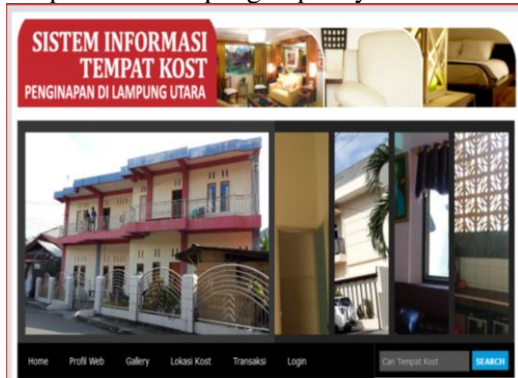 SISTEM INFORMASI
TEMPAT KOST
PENGINAPAN DI LAMPUNG UTARA
Home Profil Web Gallery Lokasi Kost Transaksi Login Cari Tempat Kost SEARCH